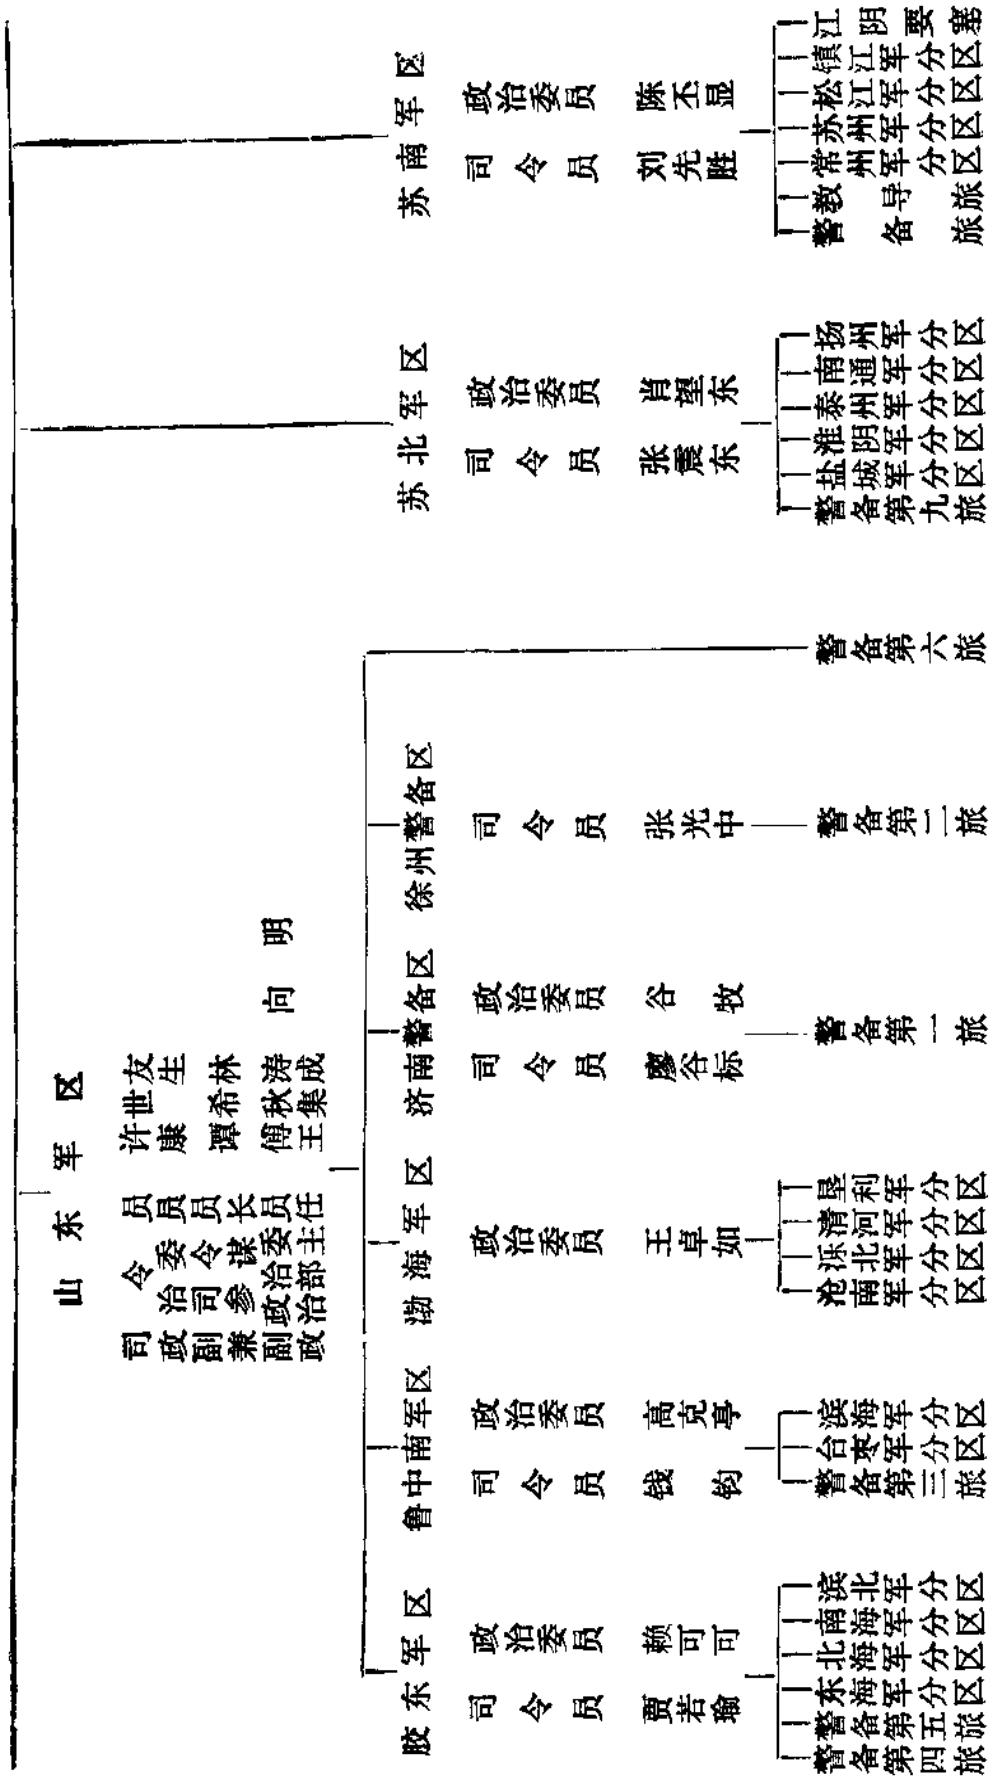 山东军区
司令员 许世友
政治委员 康生
副司令员
兼参谋长 谭希林
副政治委员 傅秋涛 向明
政治部主任 王集成
胶东军区
司令员 贾若瑜
政治委员 赖可可
警备第四旅
警备第五旅
东海军分区
北海军分区
南海军分区
滨北军分区
鲁中南军区
司令员 钱钧
政治委员 高克亭
警备第三旅
台枣军分区
滨海军分区
渤海军区
政治委员 王卓如
沧南军分区
泺北军分区
清河军分区
垦利军分区
济南警备区
司令员 廖谷标
政治委员 谷牧
警备第一旅
徐州警备区
司令员 张光中
警备第二旅
警备第六旅
苏北军区
司令员 张震东
政治委员 肖望东
警备第九旅
盐城军分区
淮阴军分区
泰州军分区
南通军分区
扬州军分区
苏南军区
司令员 刘先胜
政治委员 陈丕显
警备旅
教导旅
常州军分区
苏州军分区
松江军分区
镇江军分区
江阴要塞